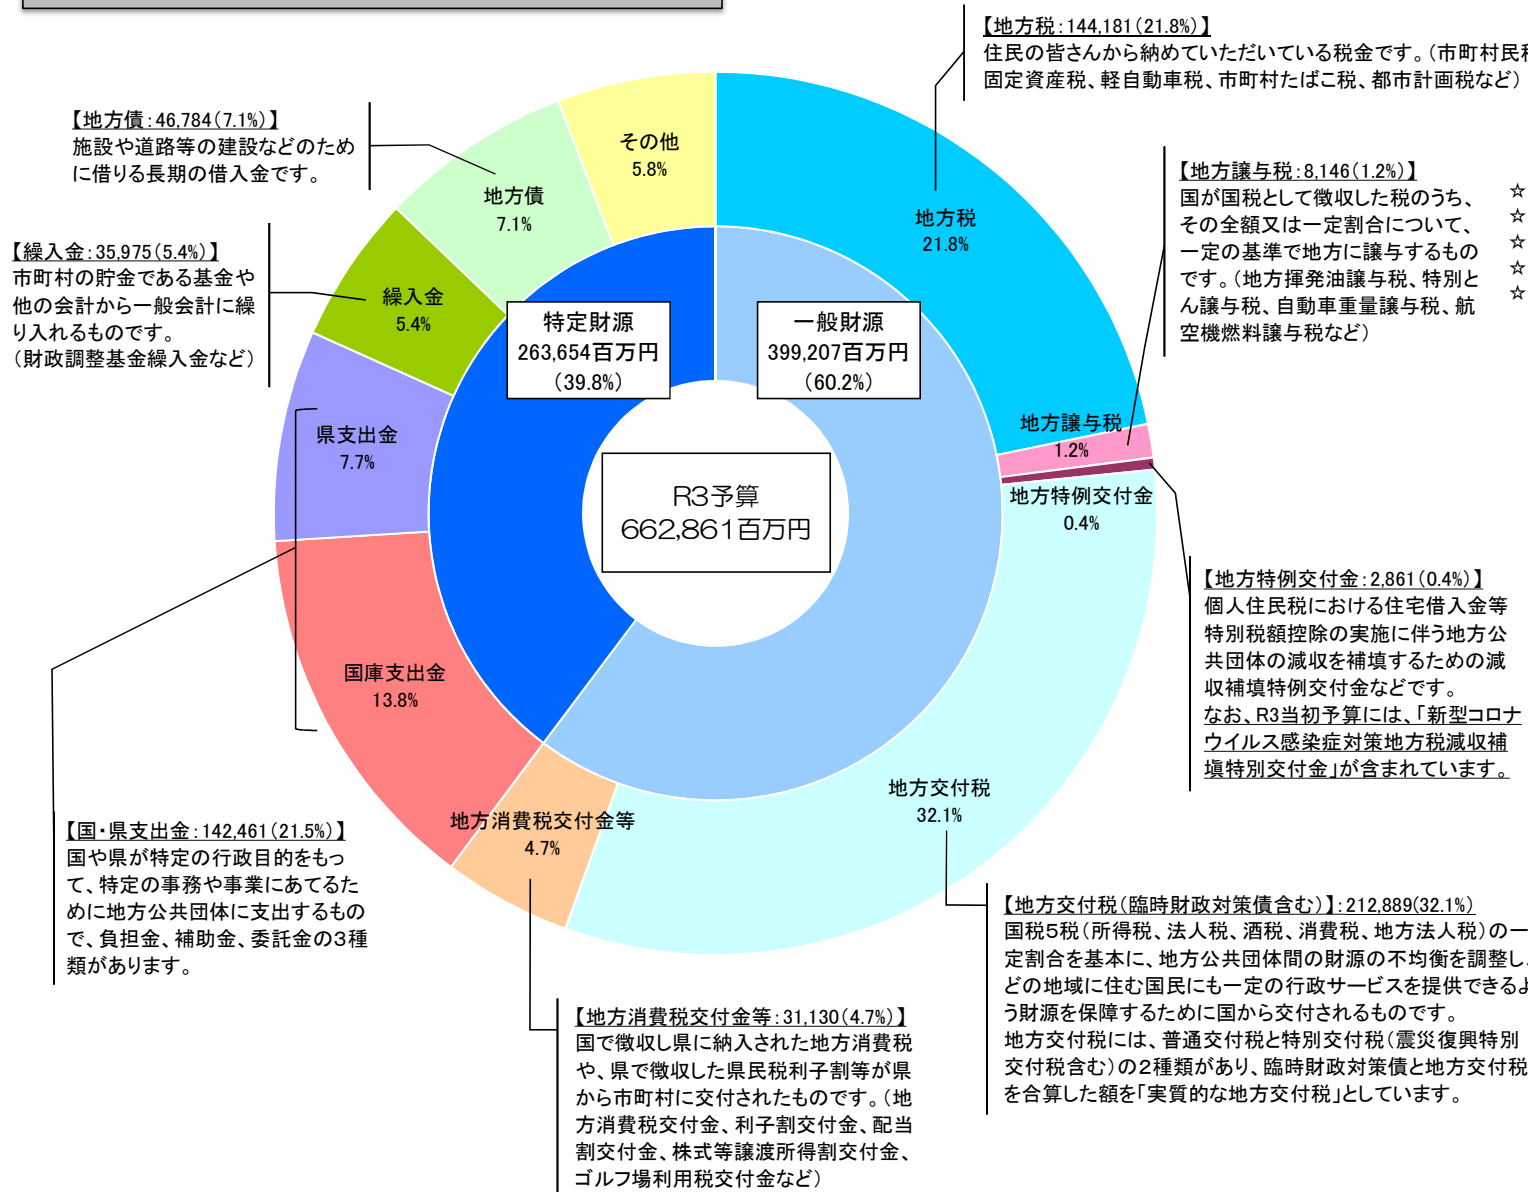 【地方税：144,181（21.8%）】
住民の皆さんから納めていただいている税金です。（市町村民税
固定資産税、軽自動車税、市町村たばこ税、都市計画税など）
【地方債：46,784（7.1%）】
施設や道路等の建設などのため
に借りる長期の借入金です。
【繰入金：35,975（5.4%）】
市町村の貯金である基金や
他の会計から一般会計に繰
り入れるものです。
（財政調整基金繰入金など）
その他
5.8%
地方債
7.1%
繰入金
5.4%
県支出金
7.7%
国庫支出金
13.8%
地方消費税交付金等
4.7%
地方税
21.8%
地方譲与税
1.2%
地方特例交付金
0.4%
地方交付税
32.1%
特定財源
263,654百万円
（39.8%）
一般財源
399,207百万円
（60.2%）
R3予算
662,861百万円
【地方譲与税：8,146（1.2%）】
国が国税として徴収した税のうち、
その全額又は一定割合について、
一定の基準で地方に譲与するもの
です。（地方揮発油譲与税、特別と
ん譲与税、自動車重量譲与税、航
空機燃料譲与税など）
☆
☆
☆
☆
☆
【地方特例交付金：2,861（0.4%）】
個人住民税における住宅借入金等
特別税額控除の実施に伴う地方公
共団体の減収を補填するための減
収補填特例交付金などです。
なお、R3当初予算には、「新型コロナ
ウイルス感染症対策地方税減収補
塡特別交付金」が含まれています。
【国・県支出金：142,461（21.5%）】
国や県が特定の行政目的をもっ
て、特定の事務や事業にあてるた
めに地方公共団体に支出するもの
で、負担金、補助金、委託金の３種
類があります。
【地方交付税（臨時財政対策債含む）】：212,889(32.1%)
国税５税（所得税、法人税、酒税、消費税、地方法人税）の一
定割合を基本に、地方公共団体間の財源の不均衡を調整し、
どの地域に住む国民にも一定の行政サービスを提供できるよ
う財源を保障するために国から交付されるものです。
地方交付税には、普通交付税と特別交付税（震災復興特別
交付税含む）の２種類があり、臨時財政対策債と地方交付税
を合算した額を「実質的な地方交付税」としています。
【地方消費税交付金等：31,130（4.7%）】
国で徴収し県に納入された地方消費税
や、県で徴収した県民税利子割等が県
から市町村に交付されたものです。（地
方消費税交付金、利子割交付金、配当
割交付金、株式等譲渡所得割交付金、
ゴルフ場利用税交付金など）